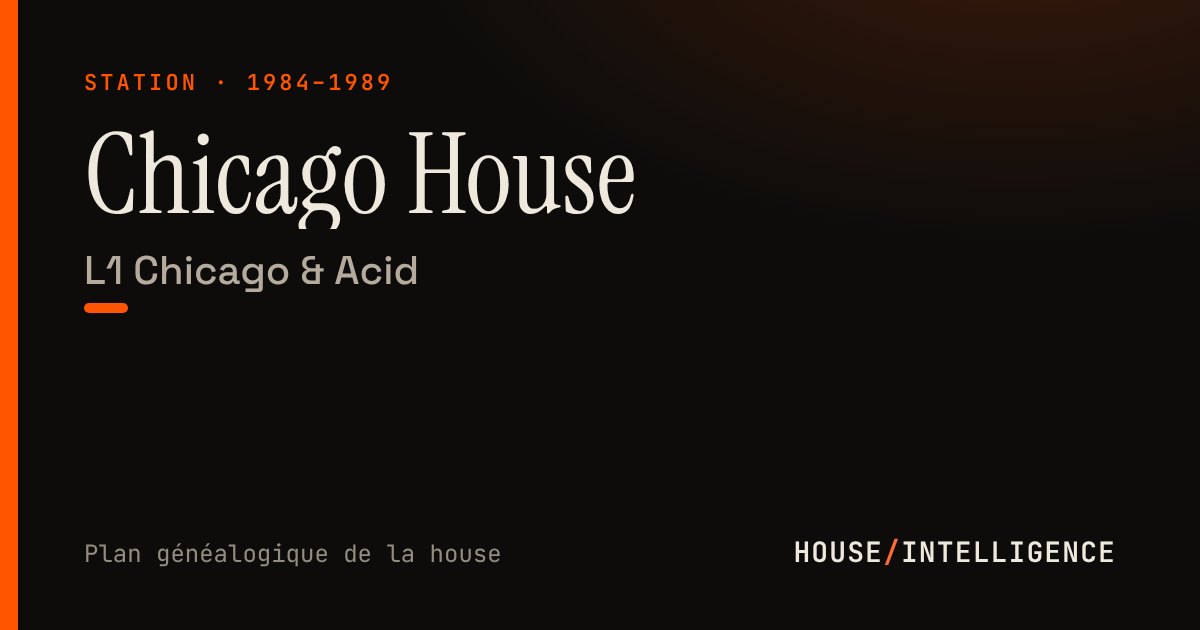 STATION · 1984–1989
Chicago House
L1 Chicago & Acid
Plan généalogique de la house
HOUSE/INTELLIGENCE